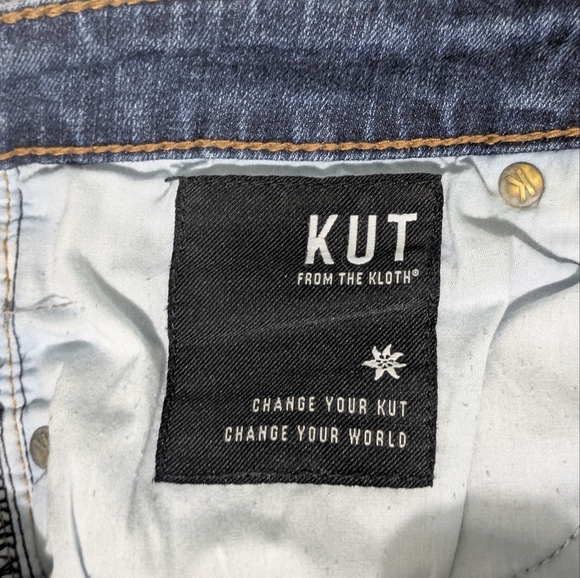 KUT
FROM THE KLOTH®
CHANGE YOUR KUT
CHANGE YOUR WORLD